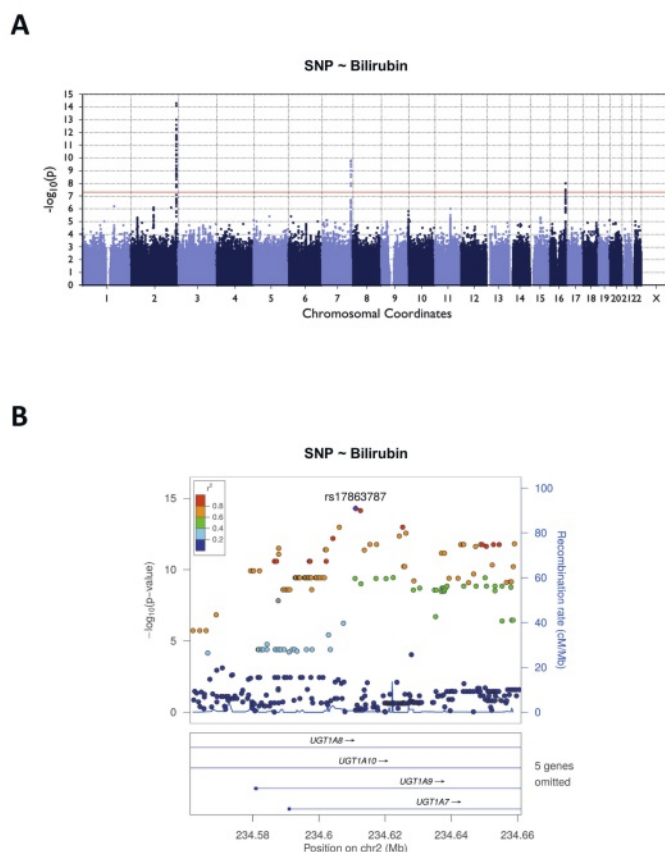 A
SNP ~ Bilirubin
15
14
13
12
11
10
9
8
7
6
5
4
3
2
1
0
-log10(p)
1 2 3 4 5 6 7 8 9 10 11 12 13 14 15 16 17 18 19 20 21 22 X
Chromosomal Coordinates
B
SNP ~ Bilirubin
r²
0.8
0.6
0.4
0.2
rs17863787
15
10
5
0
−log10(p−value)
100
80
60
40
20
0
Recombination rate (cM/Mb)
UGT1A8→
UGT1A10→
UGT1A9→
UGT1A7→
5 genes
omitted
234.58 234.6 234.62 234.64 234.66
Position on chr2 (Mb)